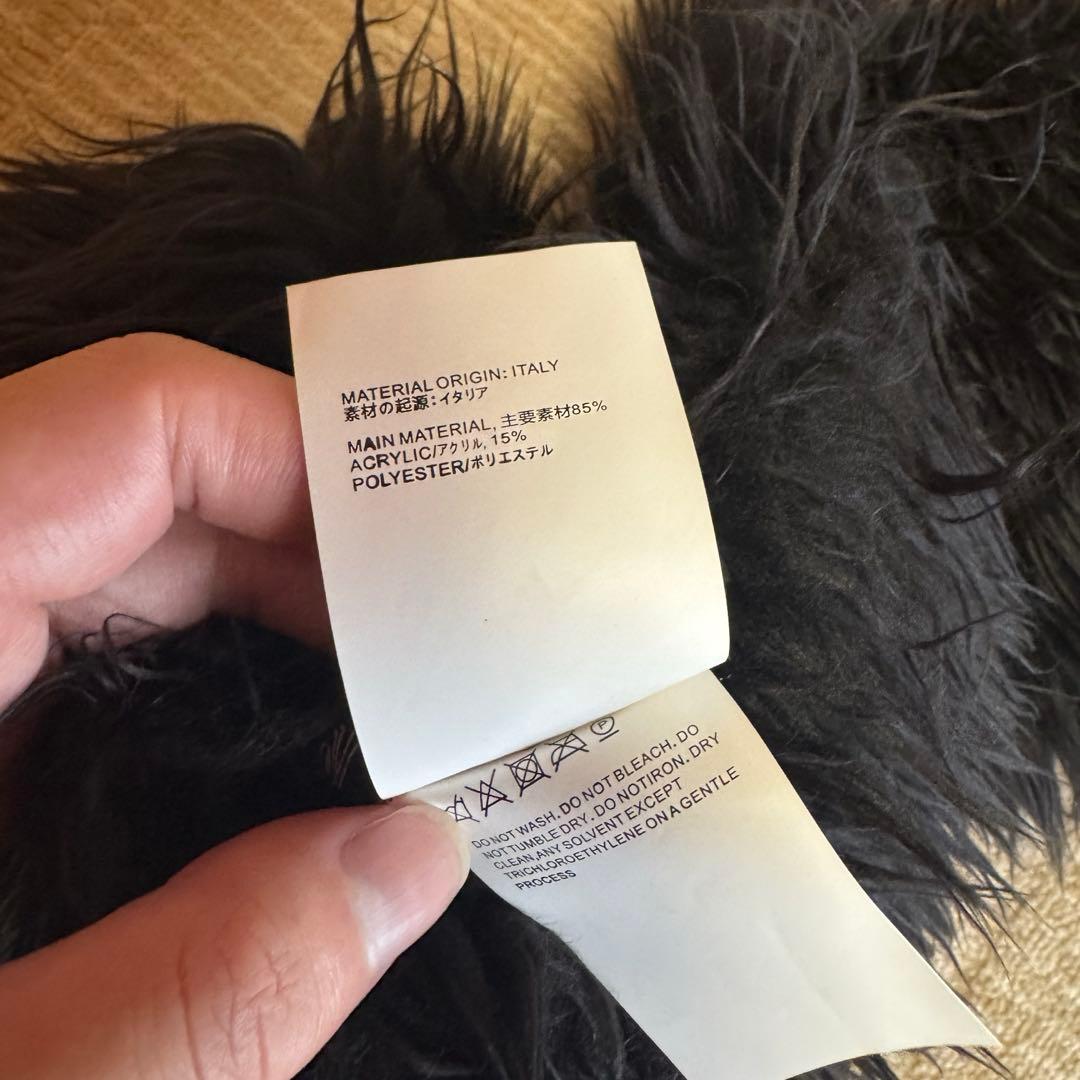 MATERIAL ORIGIN: ITALY
素材の起源:イタリア
MAIN MATERIAL, 主要素材85%
ACRYLIC/アクリル, 15%
POLYESTER/ポリエステル
P
DO NOT WASH. DO NOT BLEACH. DO
NOT TUMBLE DRY. DO NOTIRON. DRY
CLEAN,ANY SOLVENT EXCEPT
TRICHLOROETHYLENE ON A GENTLE
PROCESS